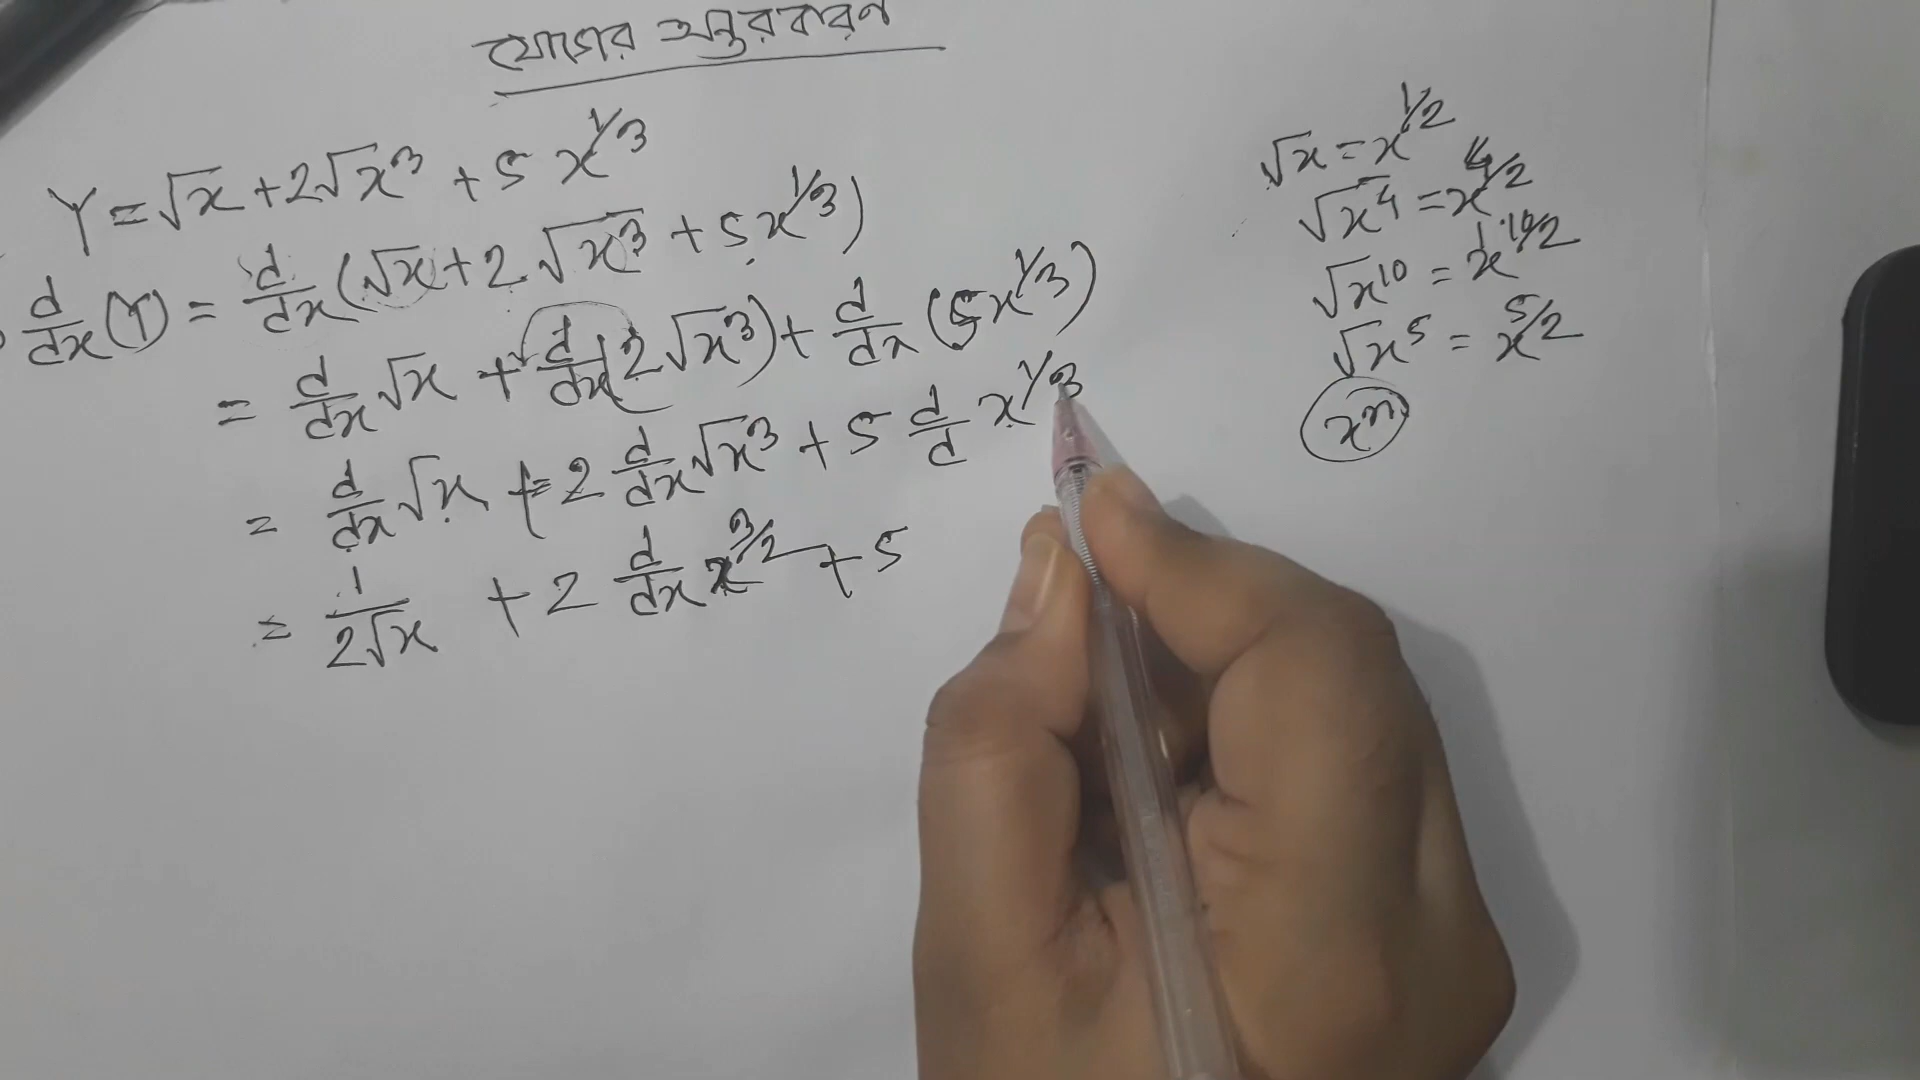 যোগের অন্তরকরণ
Y = √x + 2√x³ + 5x^1/3
d/dx (Y) = d/dx (√x + 2√x³ + 5x^1/3)
= d/dx √x + d/dx (2√x³) + d/dx (5x^1/3)
= d/dx √x + 2 d/dx √x³ + 5 d/d x^1/3
= 1/2√x + 2 d/dx x^3/2 + 5
√x = x^1/2
√x⁴ = x^4/2
√x¹⁰ = x^10/2
√x⁵ = x^5/2
xⁿ